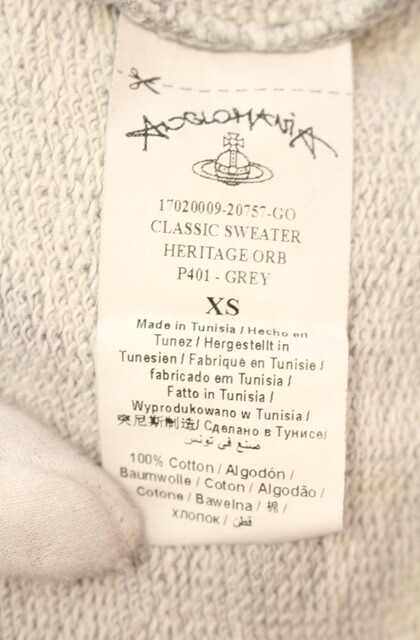 ANGLOMANIA
17020009-20757-GO
CLASSIC SWEATER
HERITAGE ORB
P401 - GREY
XS
Made in Tunisia / Hecho en
Tunez / Hergestellt in
Tunesien / Fabriqué en Tunisie /
fabricado em Tunisia /
Fatto in Tunisia /
Wyprodukowano w Tunisia /
突尼斯制造/ Сделано в Тунисе/
صنع في تونس
100% Cotton / Algodón /
Baumwolle / Coton / Algodão /
Cotone / Bawełna / 棉 /
хлопок / قطن